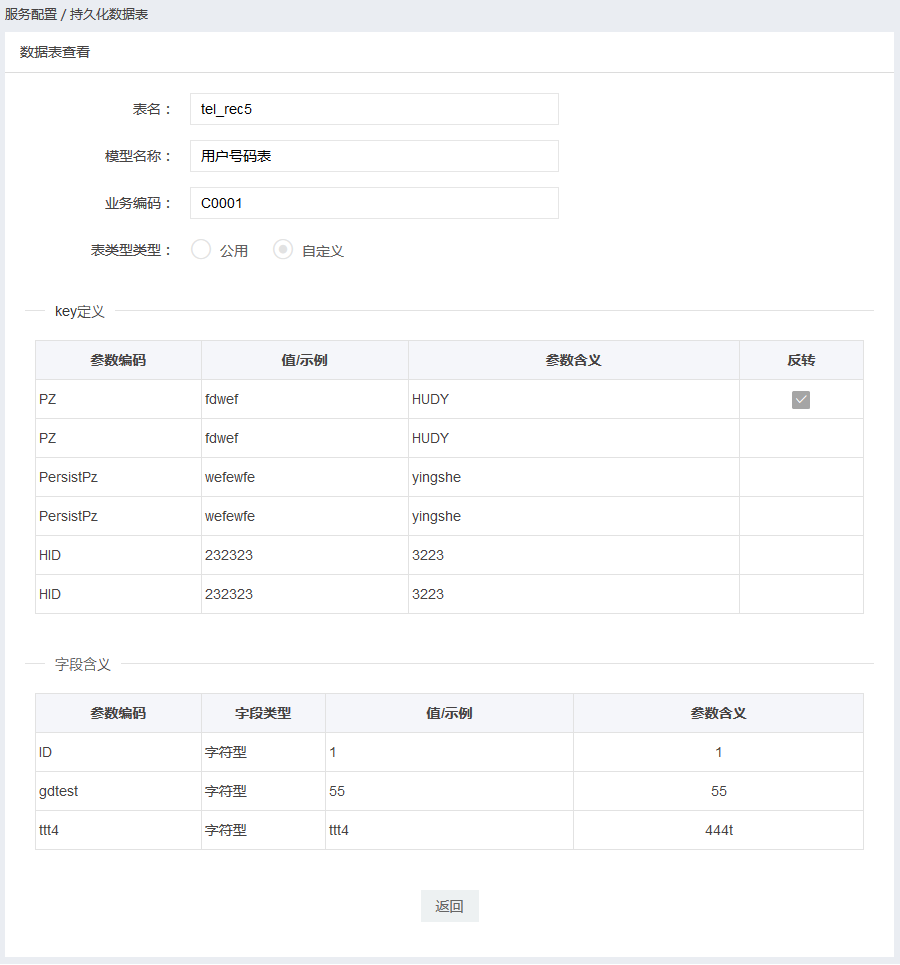 服务配置 / 持久化数据表
数据表查看
表名： tel_rec5
模型名称： 用户号码表
业务编码： C0001
表类型类型： 公用 自定义
key定义
参数编码 值/示例 参数含义 反转
PZ fdwef HUDY
PZ fdwef HUDY
PersistPz wefewfe yingshe
PersistPz wefewfe yingshe
HID 232323 3223
HID 232323 3223
字段含义
参数编码 字段类型 值/示例 参数含义
ID 字符型 1 1
gdtest 字符型 55 55
ttt4 字符型 ttt4 444t
返回